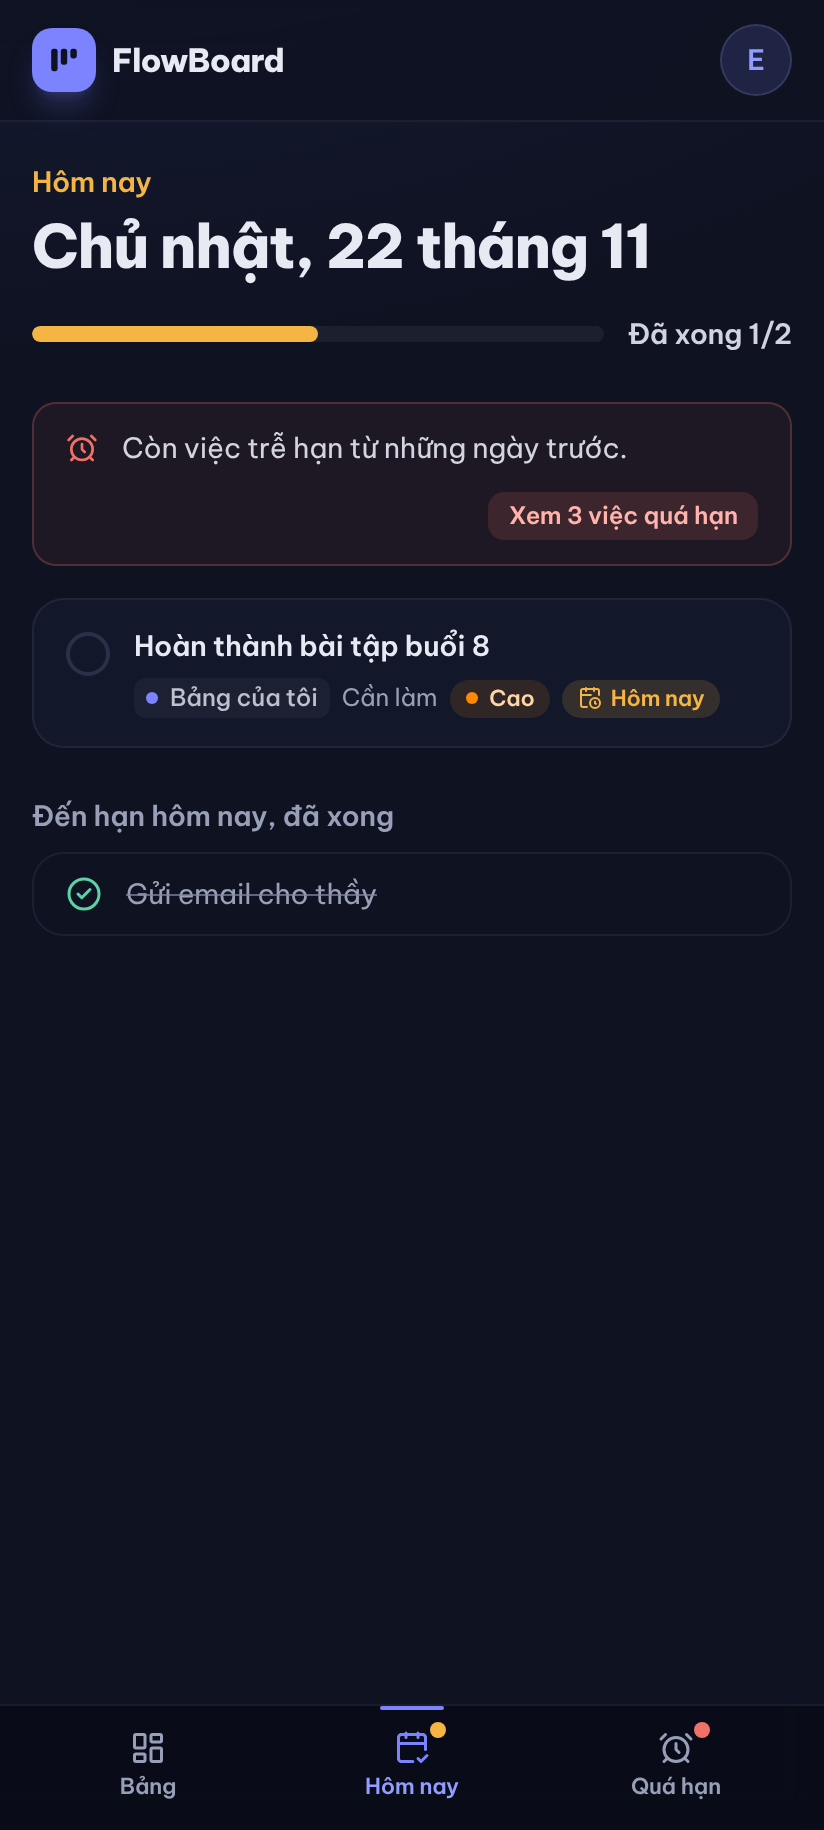 FlowBoard
E
Hôm nay
Chủ nhật, 22 tháng 11
Đã xong 1/2
Còn việc trễ hạn từ những ngày trước.
Xem 3 việc quá hạn
Hoàn thành bài tập buổi 8
Bảng của tôi Cần làm Cao Hôm nay
Đến hạn hôm nay, đã xong
Gửi email cho thầy
Bảng Hôm nay Quá hạn